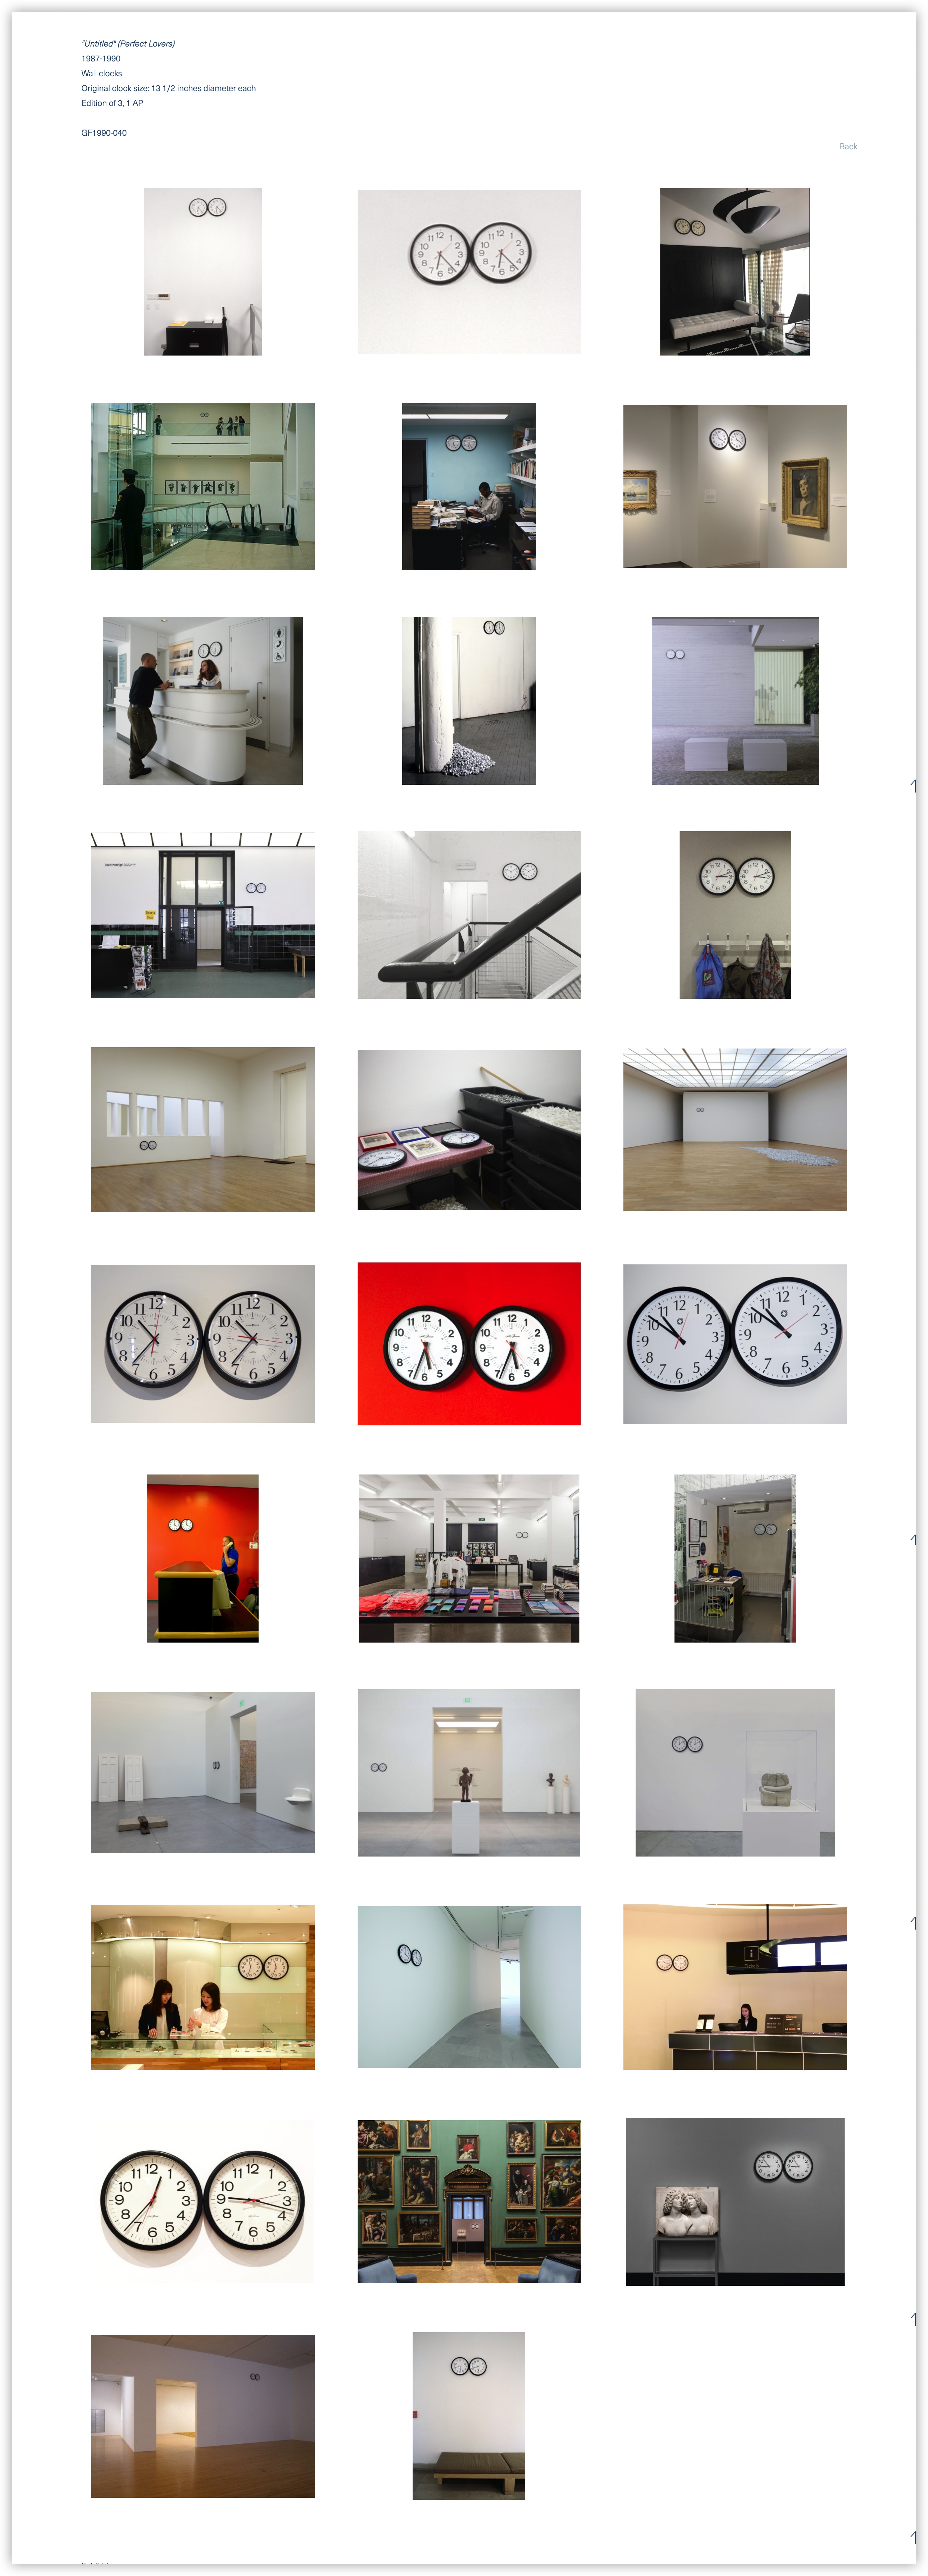 "Untitled" (Perfect Lovers)
1987-1990
Wall clocks
Original clock size: 13 1/2 inches diameter each
Edition of 3, 1 AP
GF1990-040
Back